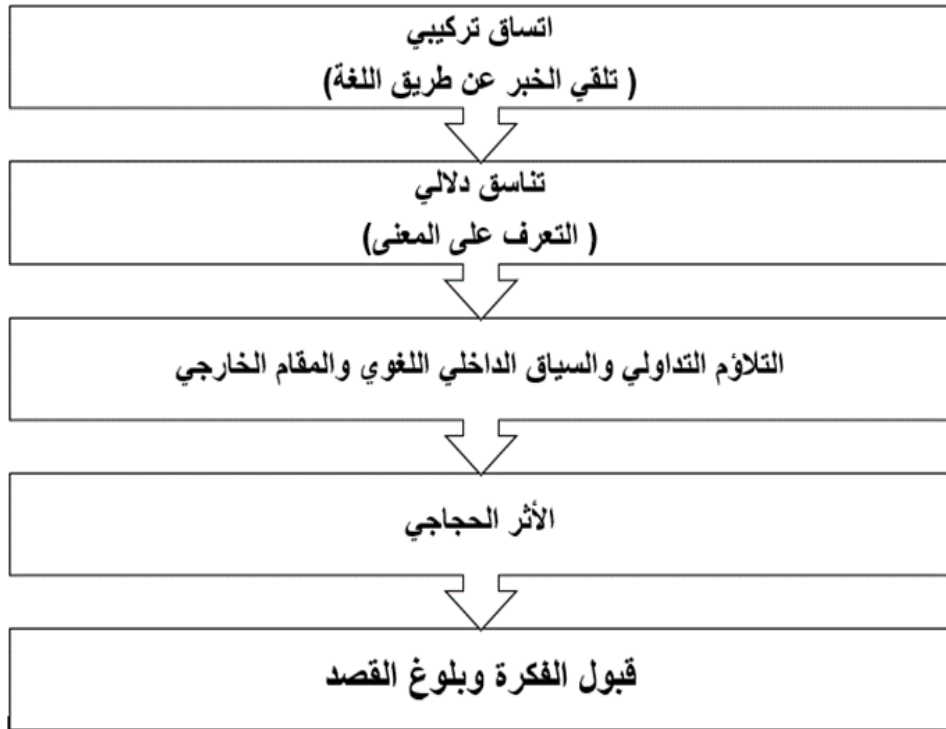 اتساق تركيبي
( تلقي الخبر عن طريق اللغة)
تناسق دلالي
( التعرف على المعنى)
التلاؤم التداولي والسياق الداخلي اللغوي والمقام الخارجي
الأثر الحجاجي
قبول الفكرة وبلوغ القصد